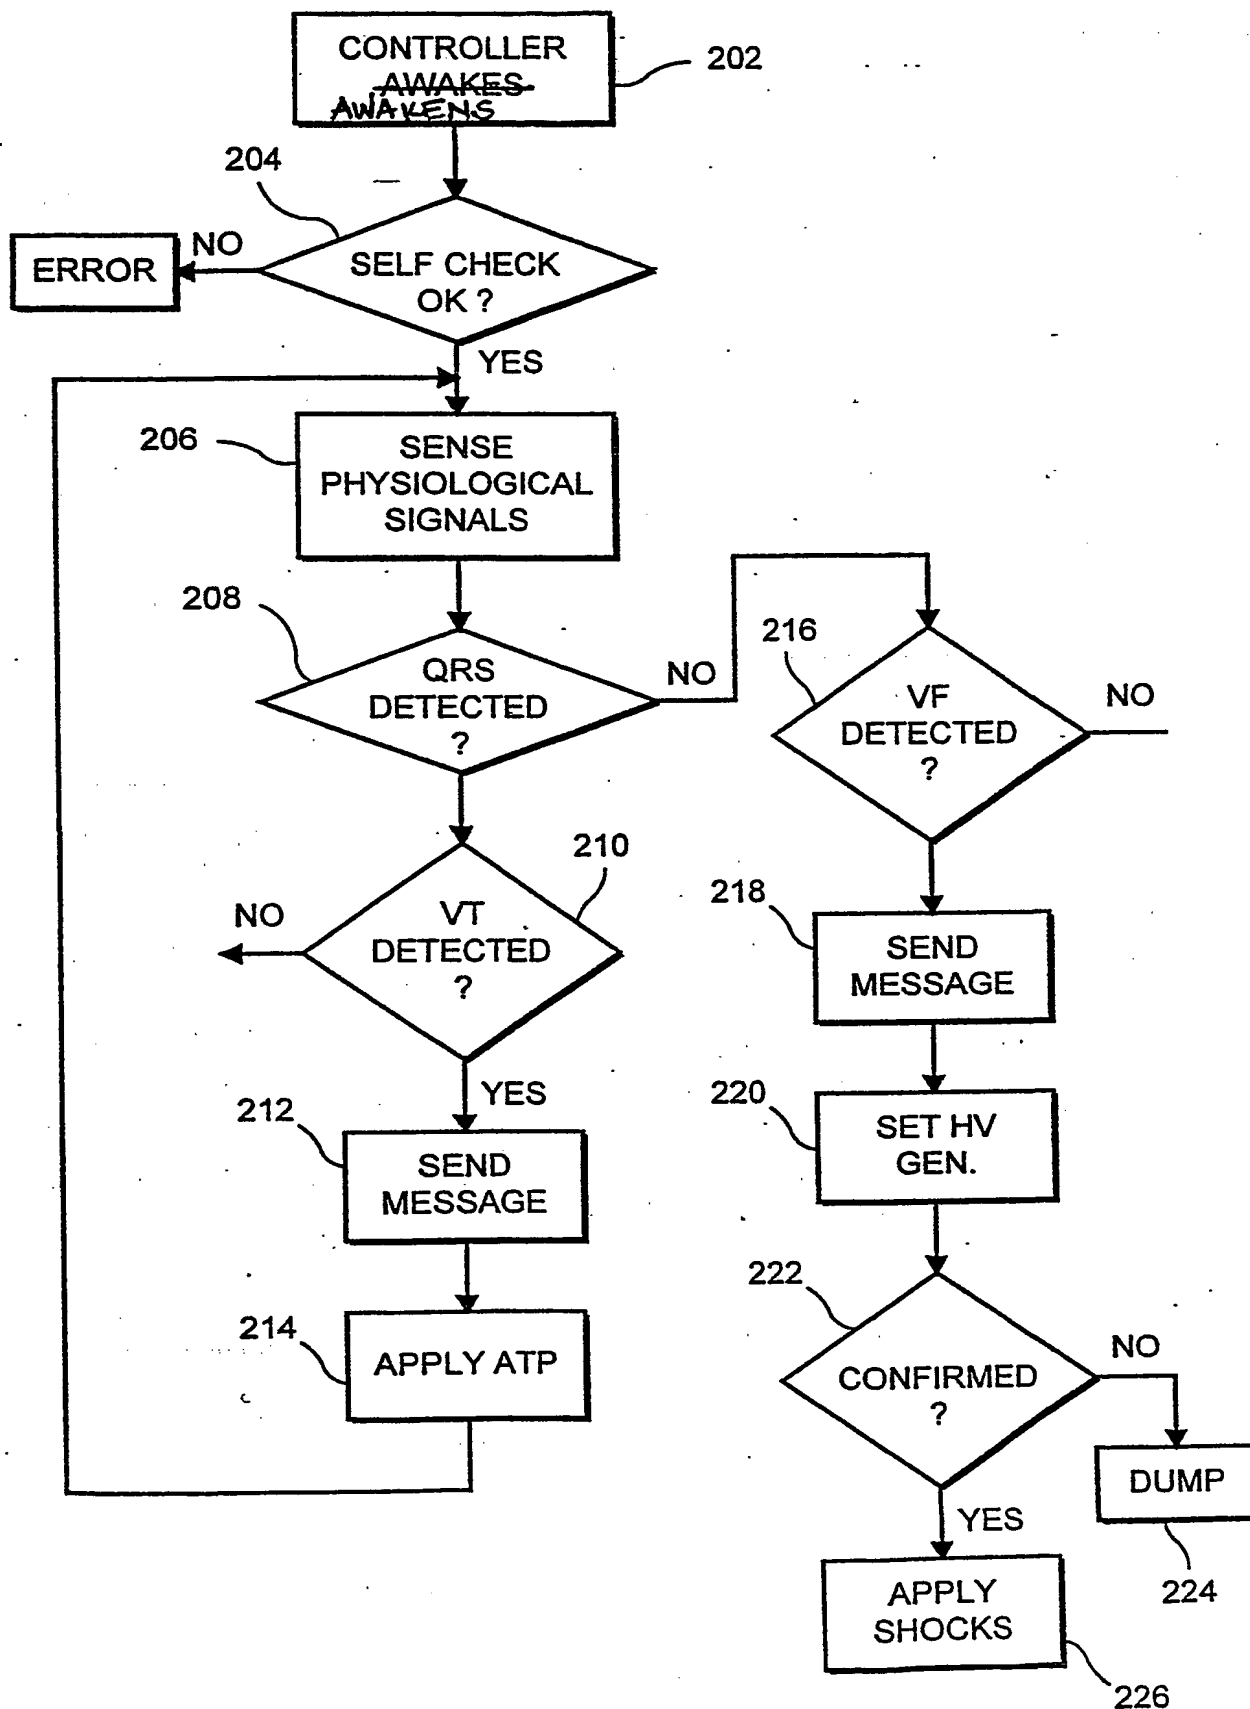 CONTROLLER
AWAKES
AWAKENS
202
204
NO
ERROR
SELF CHECK
OK ?
YES
206
SENSE
PHYSIOLOGICAL
SIGNALS
208
QRS
DETECTED
?
NO
216
VF
DETECTED
?
NO
210
VT
DETECTED
?
NO
YES
212
SEND
MESSAGE
214
APPLY ATP
218
SEND
MESSAGE
220
SET HV
GEN.
222
CONFIRMED
?
NO
DUMP
224
YES
APPLY
SHOCKS
226